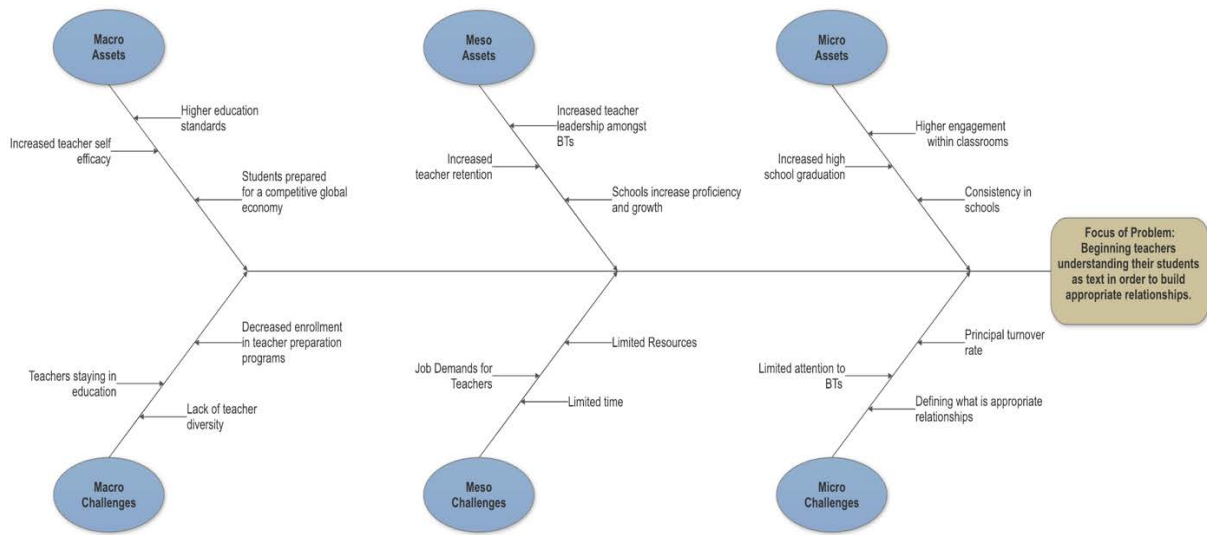 Macro
Assets
Meso
Assets
Micro
Assets
Higher education
standards
Increased teacher self
efficacy
Students prepared
for a competitive global
economy
Increased teacher
leadership amongst
BTs
Increased
teacher retention
Schools increase proficiency
and growth
Higher engagement
within classrooms
Increased high
school graduation
Consistency in
schools
Focus of Problem:
Beginning teachers
understanding their students
as text in order to build
appropriate relationships.
Decreased enrollment
in teacher preparation
programs
Teachers staying in
education
Lack of teacher
diversity
Limited Resources
Job Demands for
Teachers
Limited time
Principal turnover
rate
Limited attention to
BTs
Defining what is appropriate
relationships
Macro
Challenges
Meso
Challenges
Micro
Challenges